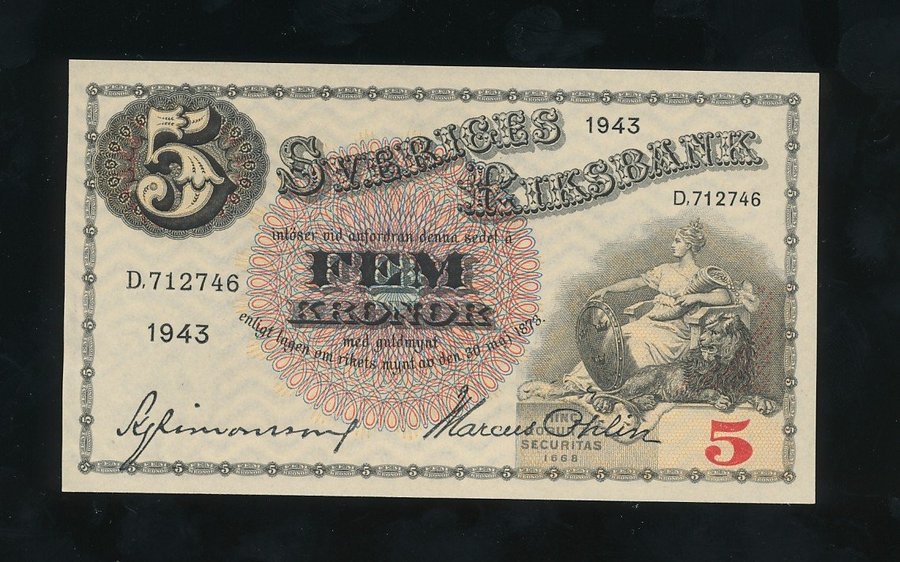 5
SVERIGES
1943
RIKSBANK
D.712746
inlöser vid anfordran denna sedel å
FEM
KRONOR
med guldmynt
enligt lagen om rikets mynt av den 30 maj 1873.
D.712746
1943
Marcus
HINC
SECURITAS
1668
5